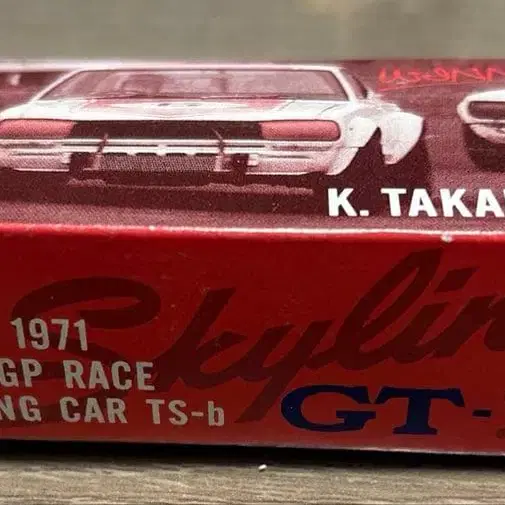 K. TAKA
Skylin
1971
GP RACE
NG CAR TS-b
GT-